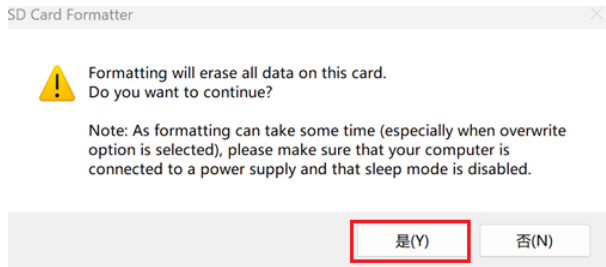 SD Card Formatter
Formatting will erase all data on this card.
Do you want to continue?
Note: As formatting can take some time (especially when overwrite
option is selected), please make sure that your computer is
connected to a power supply and that sleep mode is disabled.
是(Y)
否(N)